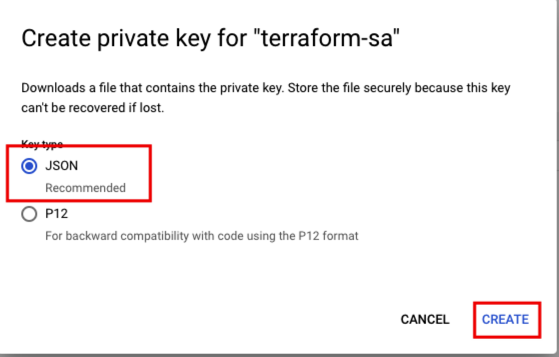 Create private key for "terraform-sa"
Downloads a file that contains the private key. Store the file securely because this key
can't be recovered if lost.
Key type
JSON
Recommended
P12
For backward compatibility with code using the P12 format
CANCEL CREATE